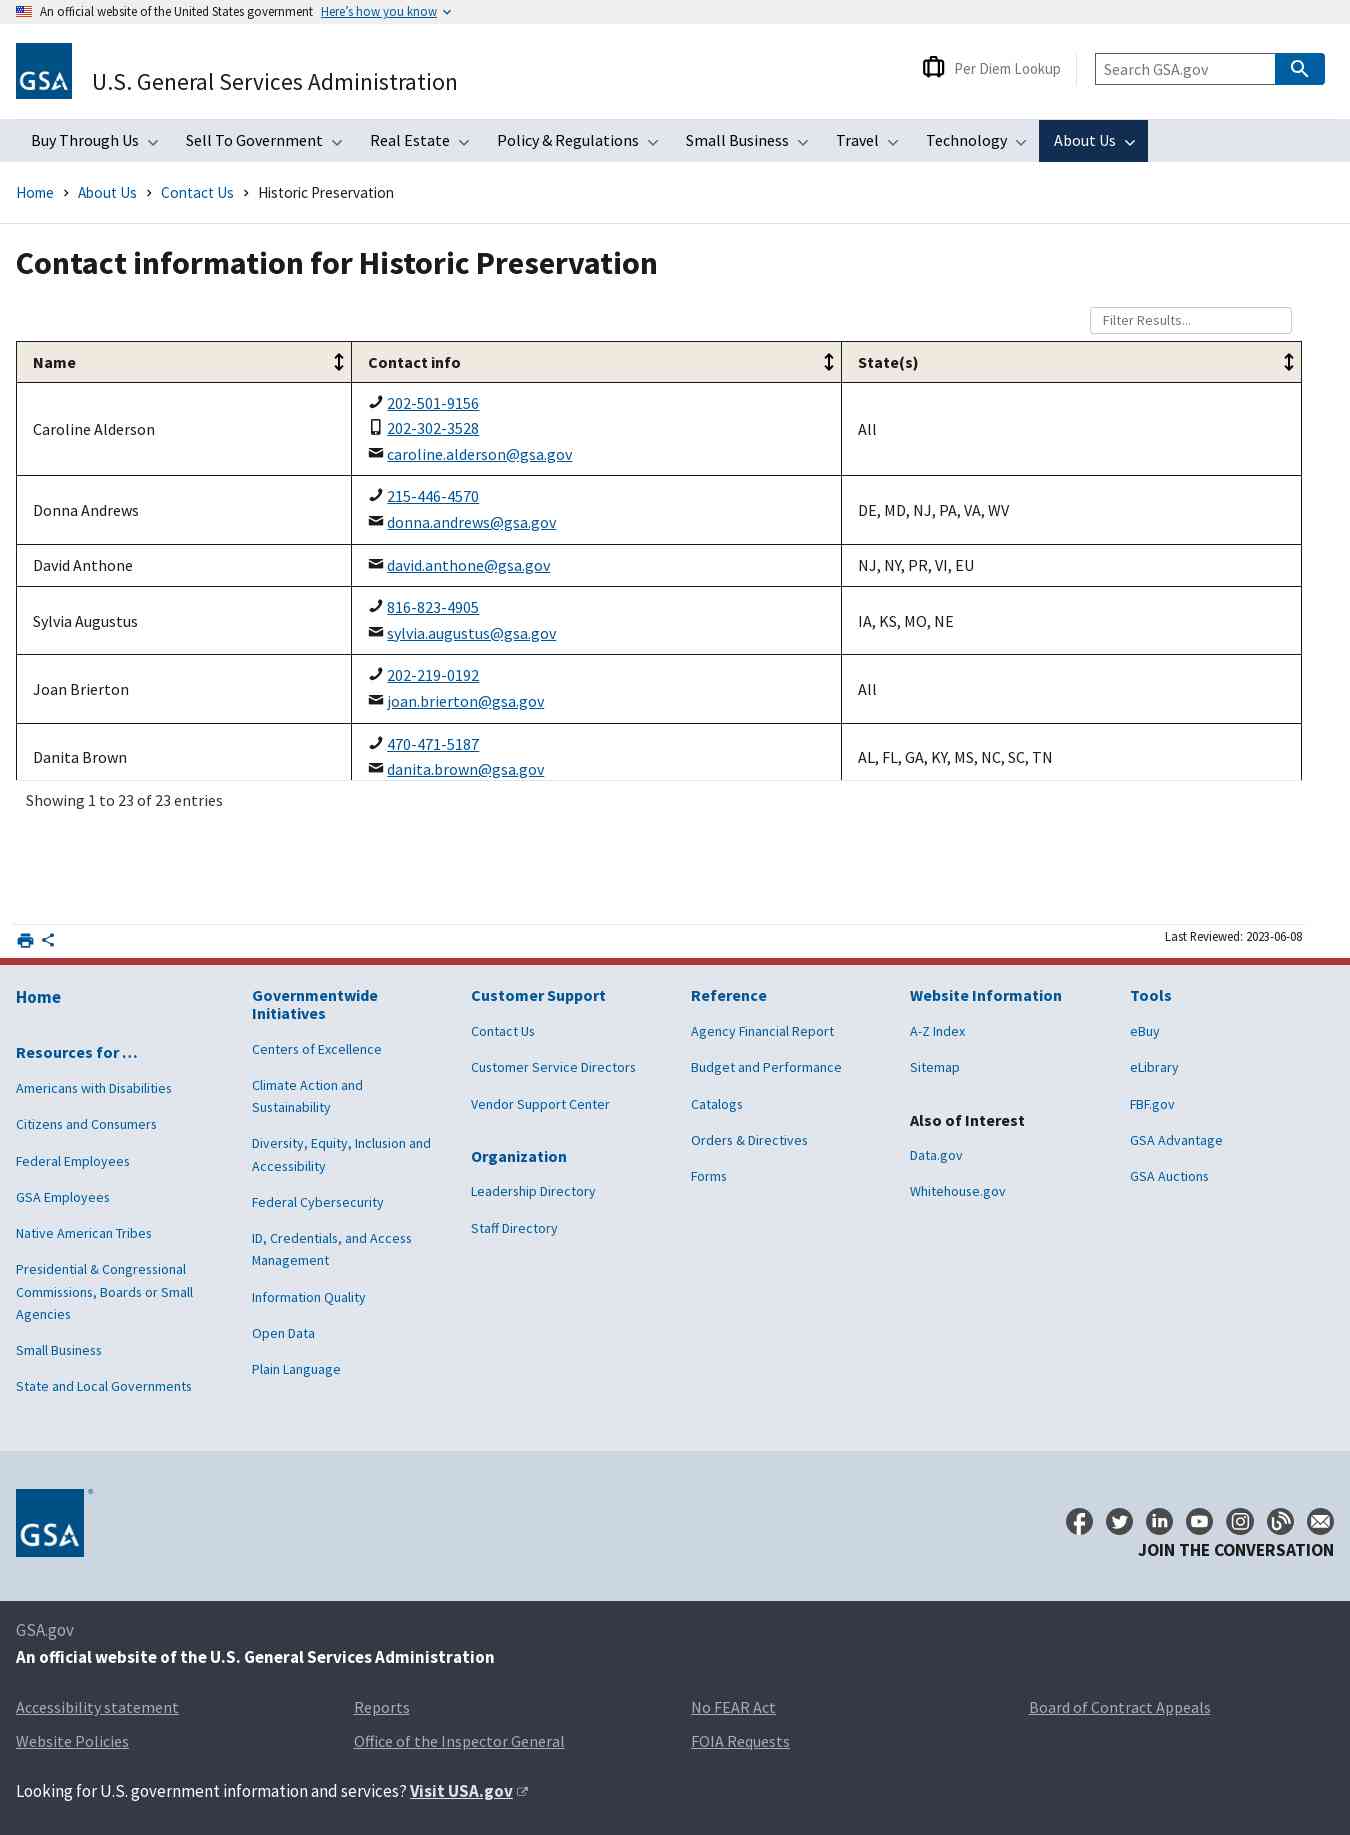 An official website of the United States government Here's how you know
GSA
U.S. General Services Administration
Per Diem Lookup
Search GSA.gov
Buy Through Us Sell To Government Real Estate Policy & Regulations Small Business Travel Technology About Us
Home About Us Contact Us Historic Preservation
Contact information for Historic Preservation
Filter Results...
Name Contact info State(s)
Caroline Alderson
202-501-9156
202-302-3528
caroline.alderson@gsa.gov
All
Donna Andrews
215-446-4570
donna.andrews@gsa.gov
DE, MD, NJ, PA, VA, WV
David Anthone
david.anthone@gsa.gov
NJ, NY, PR, VI, EU
Sylvia Augustus
816-823-4905
sylvia.augustus@gsa.gov
IA, KS, MO, NE
Joan Brierton
202-219-0192
joan.brierton@gsa.gov
All
Danita Brown
470-471-5187
danita.brown@gsa.gov
AL, FL, GA, KY, MS, NC, SC, TN
Showing 1 to 23 of 23 entries
Last Reviewed: 2023-06-08
Home
Resources for …
Americans with Disabilities
Citizens and Consumers
Federal Employees
GSA Employees
Native American Tribes
Presidential & Congressional
Commissions, Boards or Small
Agencies
Small Business
State and Local Governments
Governmentwide
Initiatives
Centers of Excellence
Climate Action and
Sustainability
Diversity, Equity, Inclusion and
Accessibility
Federal Cybersecurity
ID, Credentials, and Access
Management
Information Quality
Open Data
Plain Language
Customer Support
Contact Us
Customer Service Directors
Vendor Support Center
Organization
Leadership Directory
Staff Directory
Reference
Agency Financial Report
Budget and Performance
Catalogs
Orders & Directives
Forms
Website Information
A-Z Index
Sitemap
Also of Interest
Data.gov
Whitehouse.gov
Tools
eBuy
eLibrary
FBF.gov
GSA Advantage
GSA Auctions
GSA ®
JOIN THE CONVERSATION
GSA.gov
An official website of the U.S. General Services Administration
Accessibility statement Reports No FEAR Act Board of Contract Appeals
Website Policies Office of the Inspector General FOIA Requests
Looking for U.S. government information and services? Visit USA.gov